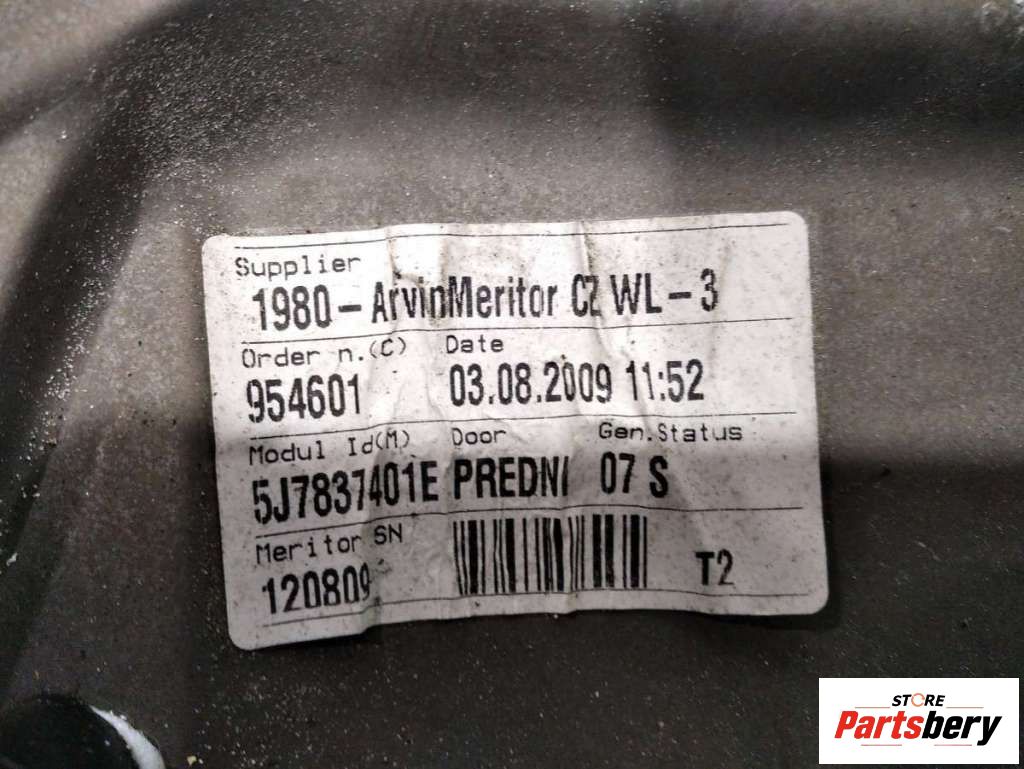 Supplier
1980-ArvinMeritor CZ WL-3
Order n.(C) Date
954601 03.08.2009 11:52
Modul Id(M) Door Gen.Status
5J7837401E PREDNI 07 S
Meritor SN
120809 T2
STORE
Partsbery